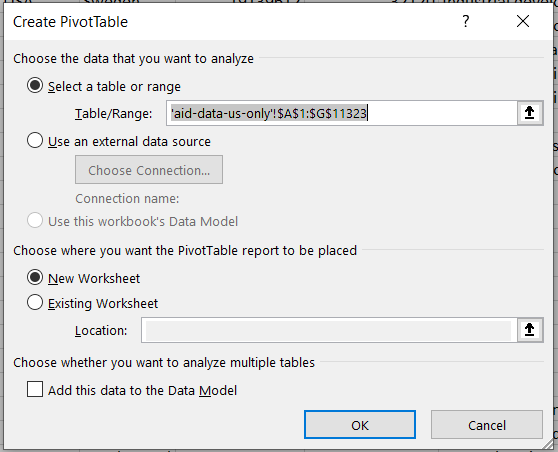 Create PivotTable
?
Choose the data that you want to analyze
Select a table or range
Table/Range: 'aid-data-us-only'!$A$1:$G$11323
Use an external data source
Choose Connection...
Connection name:
Use this workbook's Data Model
Choose where you want the PivotTable report to be placed
New Worksheet
Existing Worksheet
Location:
Choose whether you want to analyze multiple tables
Add this data to the Data Model
OK Cancel